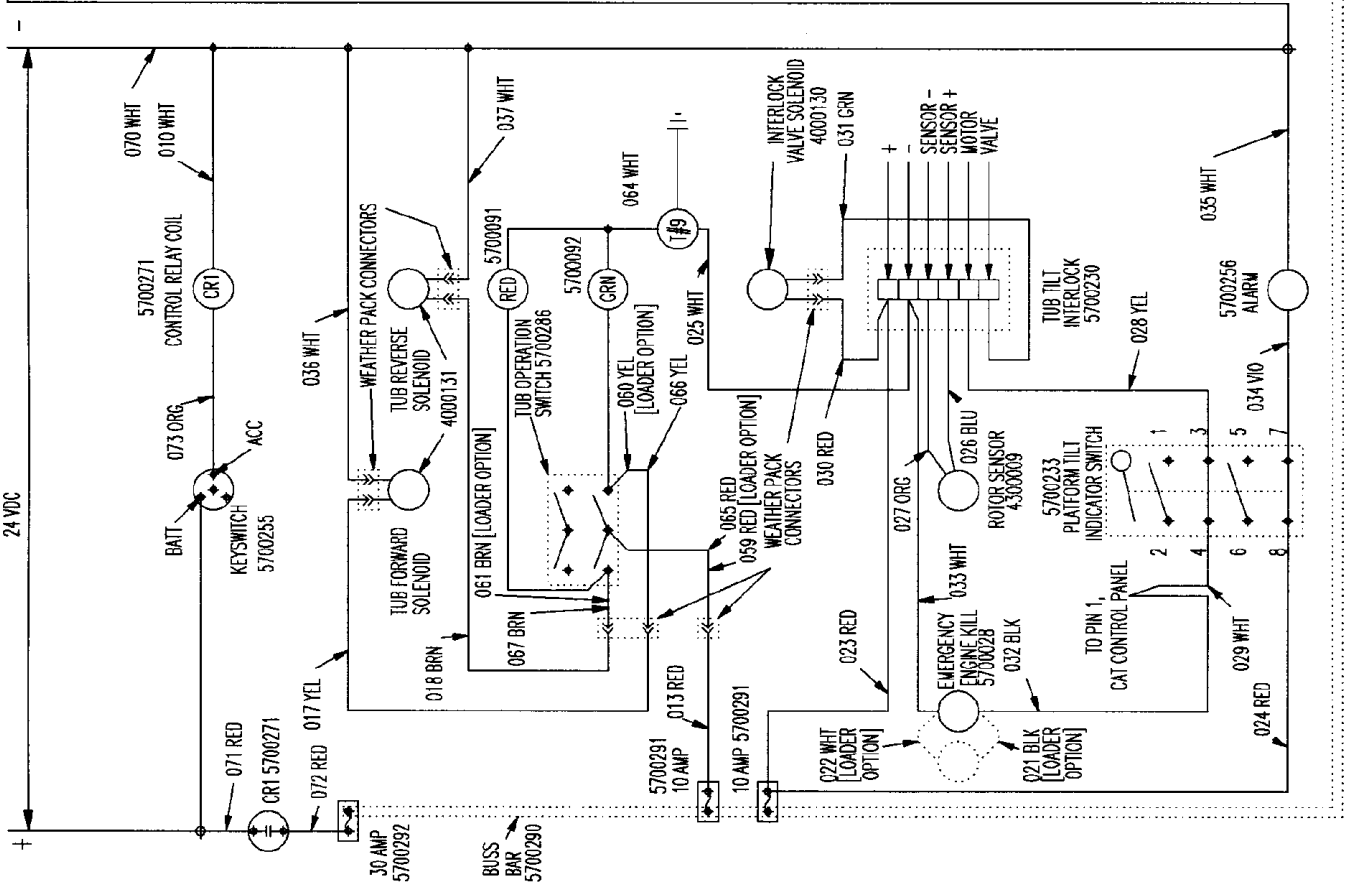 24 VDC
+
-
070 WHT
010 WHT
5700271
CONTROL RELAY COIL
CR1
073 ORG
ACC
BATT
KEYSWITCH
5700255
071 RED
CR1 5700271
072 RED
30 AMP
5700292
BUSS
BAR
5700290
036 WHT
WEATHER PACK CONNECTORS
037 WHT
TUB REVERSE
SOLENOID
4000131
TUB FORWARD
SOLENOID
017 YEL
018 BRN
5700091
RED
5700092
GRN
064 WHT
T#9
TUB OPERATION
SWITCH 5700286
061 BRN [LOADER OPTION]
067 BRN
060 YEL
[LOADER OPTION]
066 YEL
065 RED
059 RED [LOADER OPTION]
WEATHER PACK
CONNECTORS
013 RED
5700291
10 AMP
10 AMP 5700291
025 WHT
INTERLOCK
VALVE SOLENOID
4000130
031 GRN
030 RED
+
-
SENSOR -
SENSOR +
MOTOR
VALVE
TUB TILT
INTERLOCK
5700230
027 ORG
026 BLU
ROTOR SENSOR
4300009
023 RED
033 WHT
EMERGENCY
ENGINE KILL
5700028
032 BLK
022 WHT
[LOADER
OPTION]
021 BLK
[LOADER
OPTION]
028 YEL
5700233
PLATFORM TILT
INDICATOR SWITCH
1
3
5
7
2
4
6
8
TO PIN 1,
CAT CONTROL PANEL
029 WHT
024 RED
034 VIO
5700256
ALARM
035 WHT